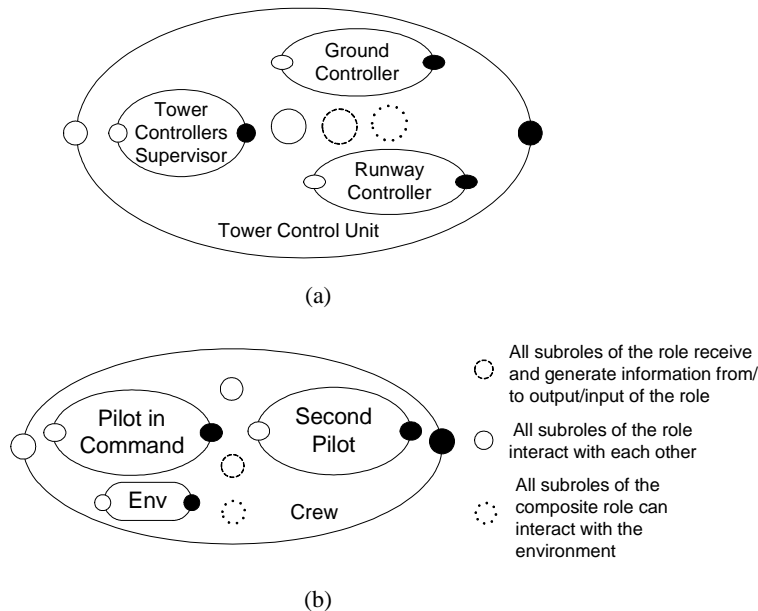 Ground
Controller
Tower
Controllers
Supervisor
Runway
Controller
Tower Control Unit
(a)
Pilot in
Command
Second
Pilot
Env
Crew
All subroles of the role receive
and generate information from/
to output/input of the role
All subroles of the role
interact with each other
All subroles of the
composite role can
interact with the
environment
(b)